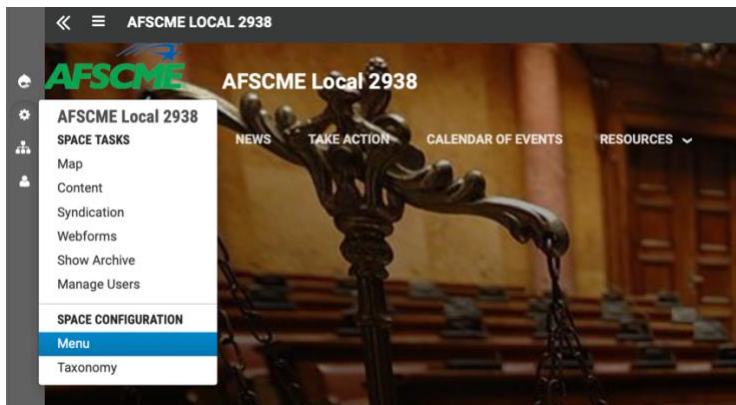 AFSCME LOCAL 2938
AFSCME
AFSCME Local 2938
AFSCME Local 2938
SPACE TASKS
NEWS TAKE ACTION CALENDAR OF EVENTS RESOURCES
Map
Content
Syndication
Webforms
Show Archive
Manage Users
SPACE CONFIGURATION
Menu
Taxonomy